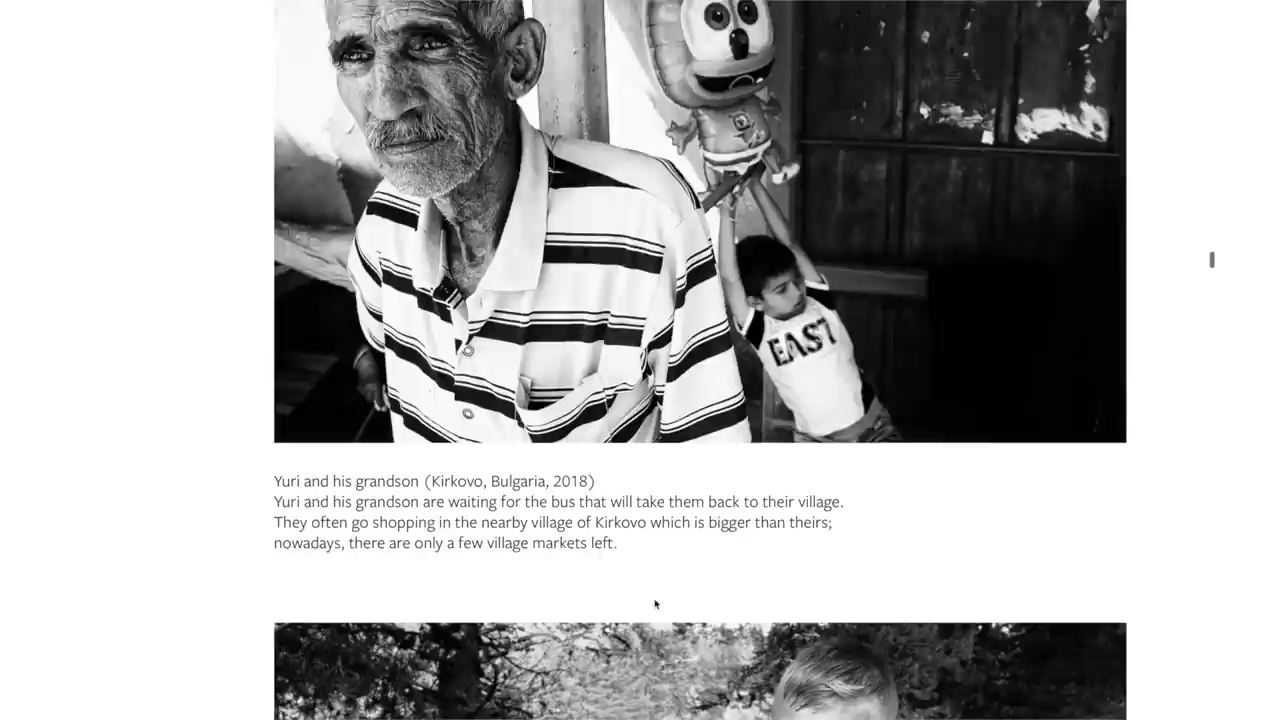 EAST
Yuri and his grandson (Kirkovo, Bulgaria, 2018)
Yuri and his grandson are waiting for the bus that will take them back to their village.
They often go shopping in the nearby village of Kirkovo which is bigger than theirs;
nowadays, there are only a few village markets left.